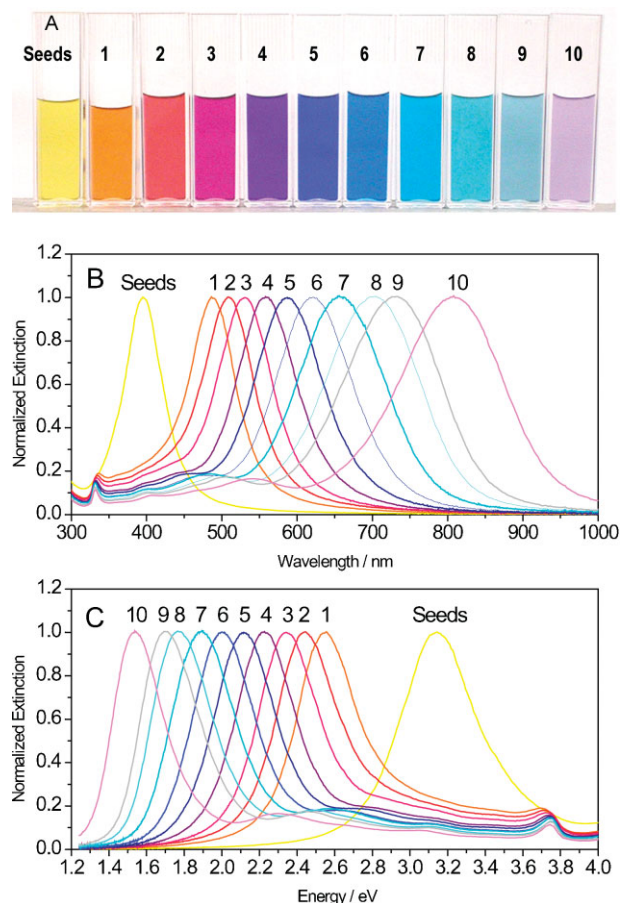 A
Seeds 1 2 3 4 5 6 7 8 9 10
B
Seeds 1 2 3 4 5 6 7 8 9 10
1.2
1.0
0.8
0.6
0.4
0.2
0.0
Normalized Extinction
300 400 500 600 700 800 900 1000
Wavelength / nm
C
10 9 8 7 6 5 4 3 2 1 Seeds
1.2
1.0
0.8
0.6
0.4
0.2
0.0
Normalized Extinction
1.2 1.4 1.6 1.8 2.0 2.2 2.4 2.6 2.8 3.0 3.2 3.4 3.6 3.8 4.0
Energy / eV